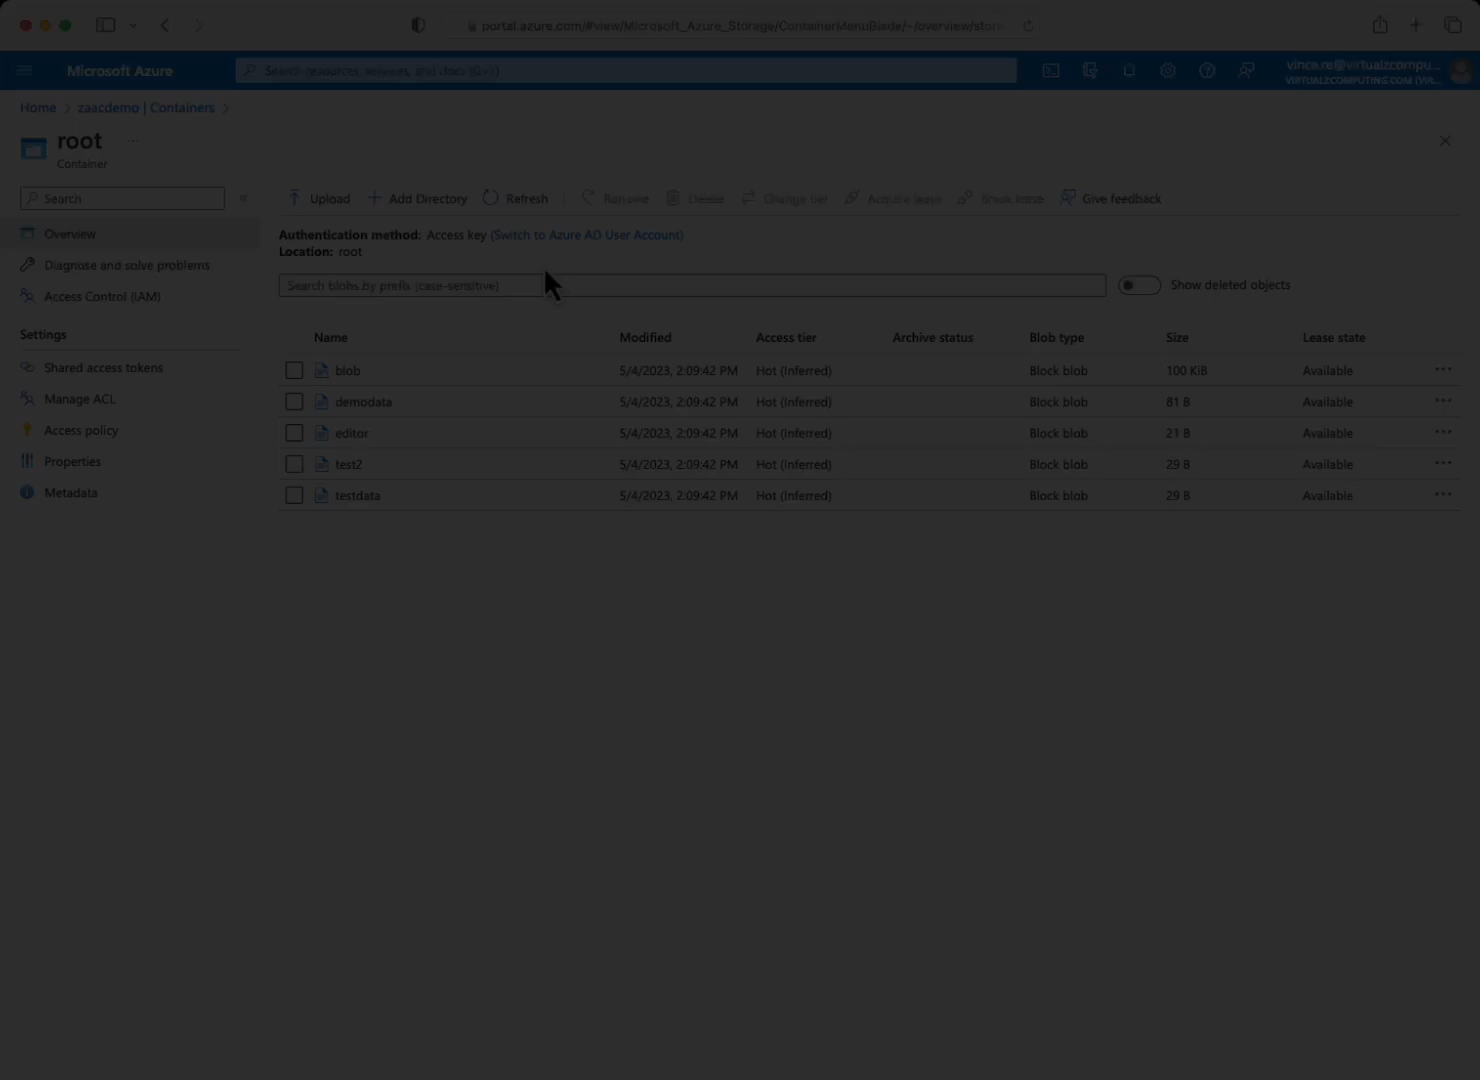 portal.azure.com/#view/Microsoft_Azure_Storage/ContainerMenuBlade/~/overview/stor
Microsoft Azure
Search resources, services, and docs (G+/)
vince.re@virtualzcompu...
VIRTUALZCOMPUTING.COM (VIR...
Home > zaacdemo | Containers >
root ...
Container
Search
«
Upload
Add Directory
Refresh
Rename
Delete
Change tier
Acquire lease
Break lease
Give feedback
Overview
Diagnose and solve problems
Access Control (IAM)
Settings
Shared access tokens
Manage ACL
Access policy
Properties
Metadata
Authentication method: Access key (Switch to Azure AD User Account)
Location: root
Search blobs by prefix (case-sensitive)
Show deleted objects
Name Modified Access tier Archive status Blob type Size Lease state
blob 5/4/2023, 2:09:42 PM Hot (Inferred) Block blob 100 KiB Available ...
demodata 5/4/2023, 2:09:42 PM Hot (Inferred) Block blob 81 B Available ...
editor 5/4/2023, 2:09:42 PM Hot (Inferred) Block blob 21 B Available ...
test2 5/4/2023, 2:09:42 PM Hot (Inferred) Block blob 29 B Available ...
testdata 5/4/2023, 2:09:42 PM Hot (Inferred) Block blob 29 B Available ...